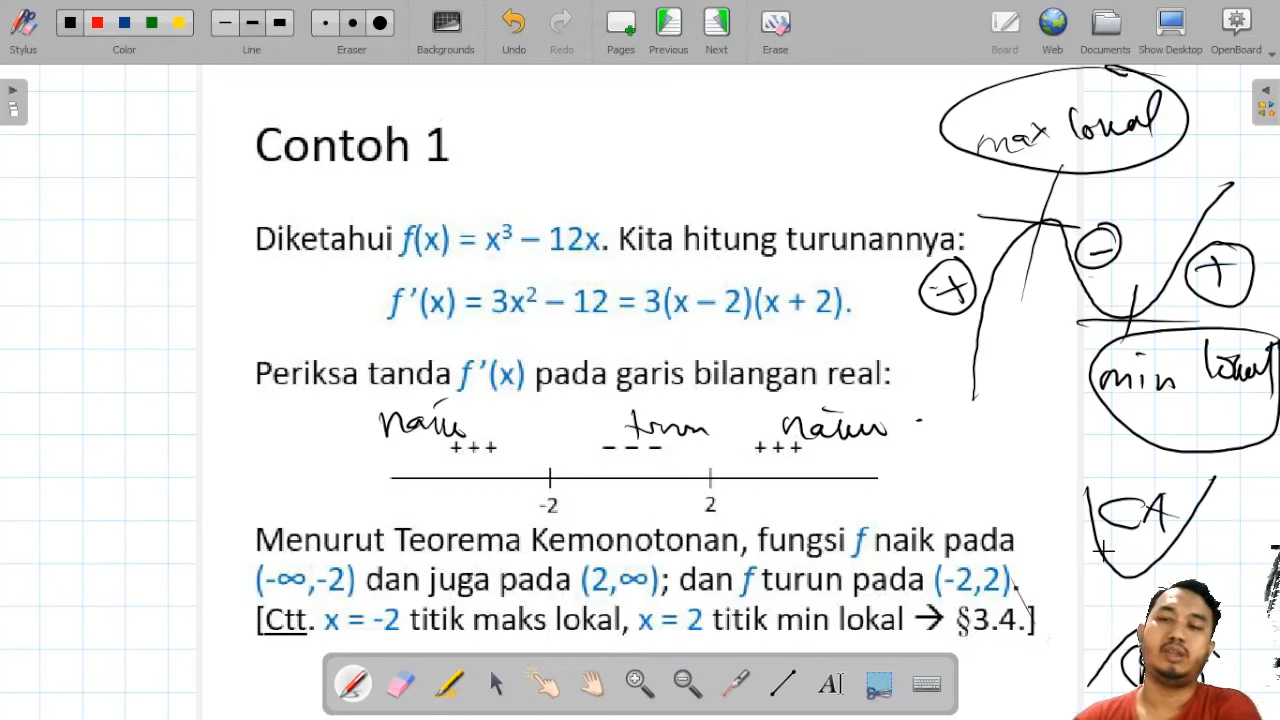 Stylus
Color
Line
Eraser
Backgrounds
Undo
Redo
Pages
Previous
Next
Erase
Board
Web
Documents
Show Desktop
OpenBoard
max lokal
Contoh 1
Diketahui f(x) = x³ – 12x. Kita hitung turunannya:
f ’(x) = 3x² – 12 = 3(x – 2)(x + 2).
+
–
+
min lokal
Periksa tanda f ’(x) pada garis bilangan real:
naik turun naik
+ + + – – – + + +
-2 2
CA
Menurut Teorema Kemonotonan, fungsi f naik pada
(-∞,-2) dan juga pada (2,∞); dan f turun pada (-2,2).
[Ctt. x = -2 titik maks lokal, x = 2 titik min lokal → §3.4.]
A